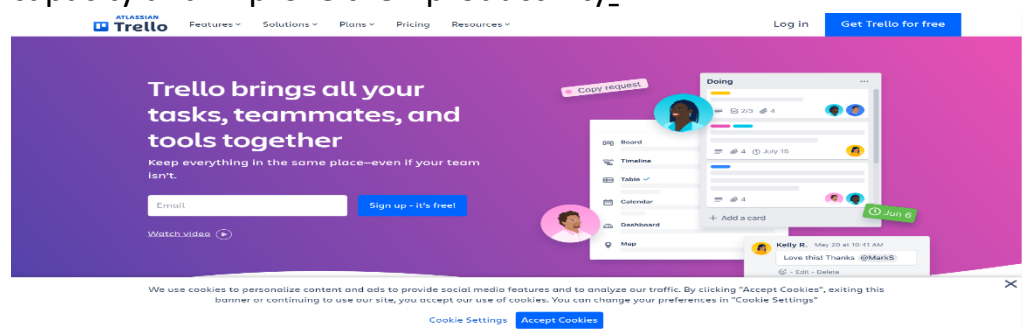 ATLASSIAN
Trello Features Solutions Plans Pricing Resources Log in Get Trello for free
Trello brings all your
tasks, teammates, and
tools together
Keep everything in the same place—even if your team
isn't.
Email Sign up - it's free!
Watch video
Copy request
Doing
2/3 4
4 July 16
4
+ Add a card
Jun 6
Board
Timeline
Table
Calendar
Dashboard
Map
Kelly R. May 20 at 10:41 AM
Love this! Thanks @MarkS
- Edit - Delete
We use cookies to personalize content and ads to provide social media features and to analyze our traffic. By clicking "Accept Cookies", exiting this
banner or continuing to use our site, you accept our use of cookies. You can change your preferences in "Cookie Settings"
Cookie Settings Accept Cookies